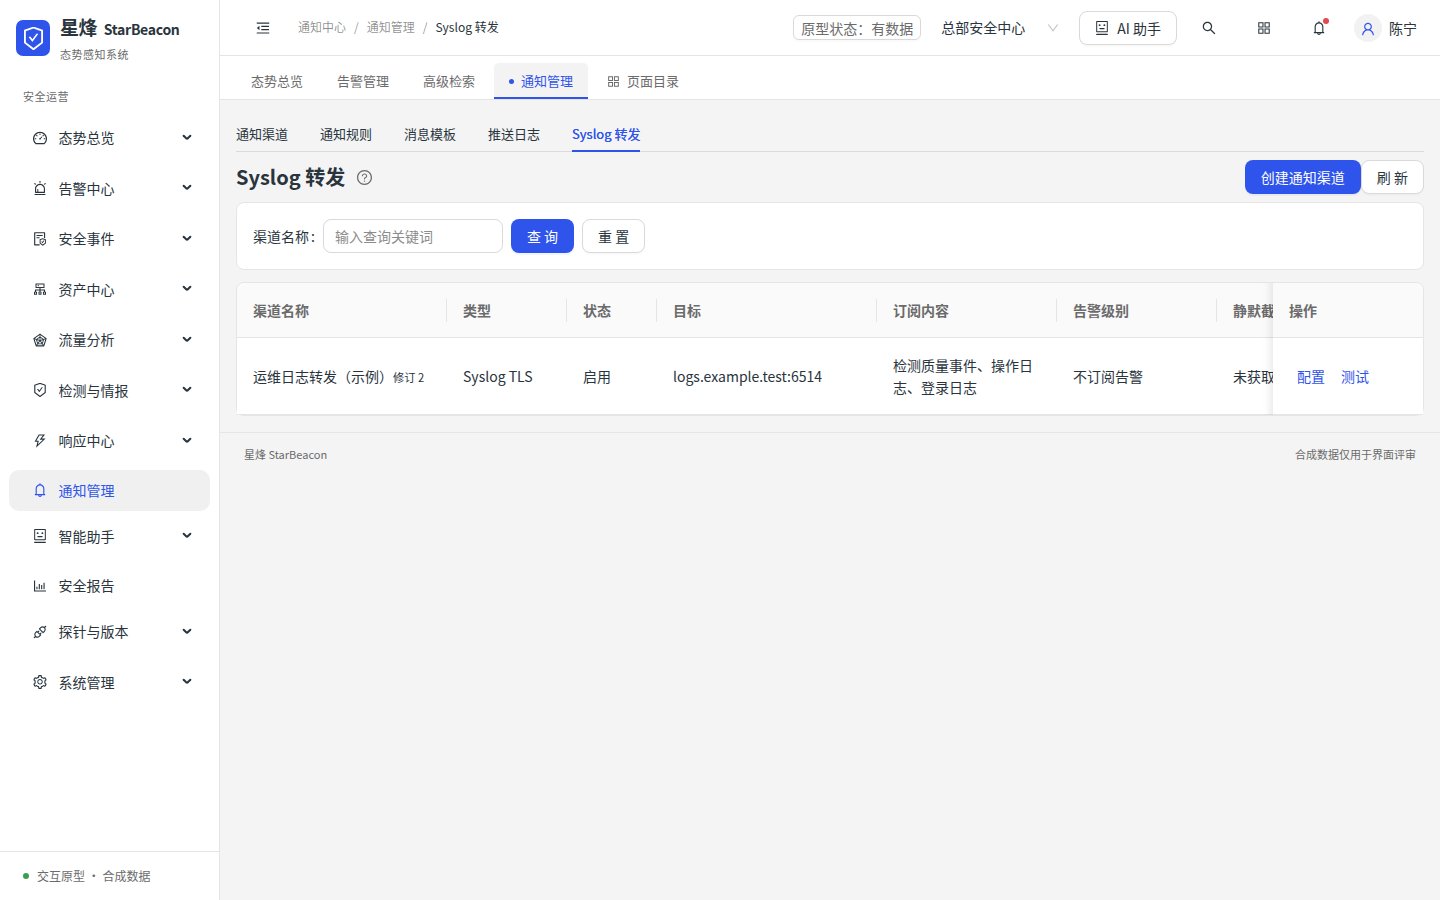 星烽 StarBeacon
态势感知系统
安全运营
态势总览
告警中心
安全事件
资产中心
流量分析
检测与情报
响应中心
通知管理
智能助手
安全报告
探针与版本
系统管理
交互原型 · 合成数据
通知中心 / 通知管理 / Syslog 转发
原型状态：有数据
总部安全中心
AI 助手
陈宁
态势总览 告警管理 高级检索 通知管理 页面目录
通知渠道 通知规则 消息模板 推送日志 Syslog 转发
Syslog 转发
创建通知渠道 刷 新
渠道名称： 输入查询关键词 查 询 重 置
渠道名称 类型 状态 目标 订阅内容 告警级别 静默截 操作
运维日志转发（示例）修订 2 Syslog TLS 启用 logs.example.test:6514 检测质量事件、操作日
志、登录日志 不订阅告警 未获取 配置 测试
星烽 StarBeacon
合成数据仅用于界面评审